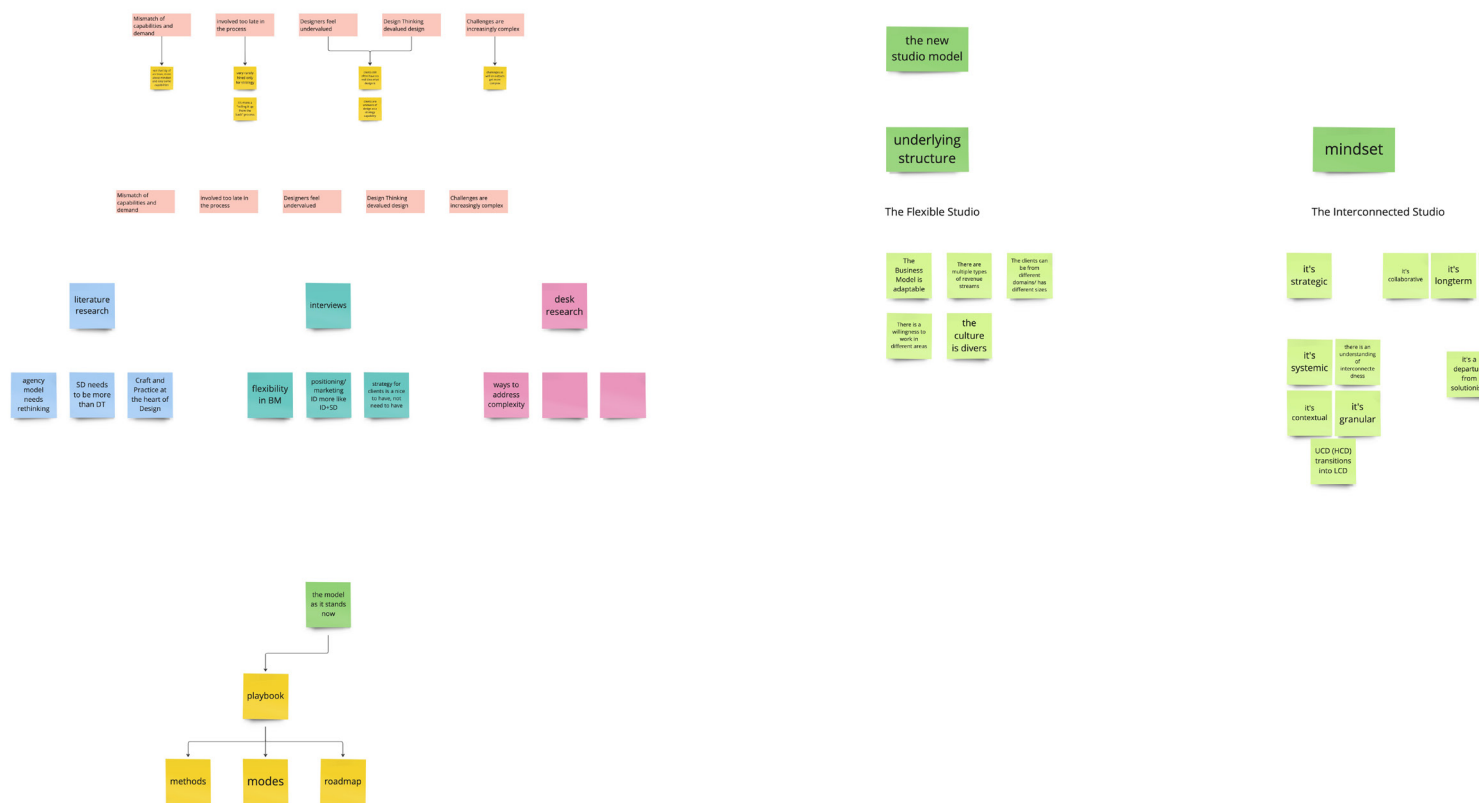 Mismatch of
capabilities and
demand
involved too late in
the process
Designers feel
undervalued
Design Thinking
devalued design
Challenges are
increasingly complex
Mismatch of
capabilities and
demand
involved too late in
the process
Designers feel
undervalued
Design Thinking
devalued design
Challenges are
increasingly complex
literature
research
interviews
desk
research
agency
model
needs
rethinking
SD needs
to be more
than DT
Craft and
Practice at
the heart of
Design
flexibility
in BM
positioning/
marketing
ID more like
ID+SD
strategy for
clients is a nice
to have, not
need to have
ways to
address
complexity
the model
as it stands
now
playbook
methods
modes
roadmap
the new
studio model
underlying
structure
mindset
The Flexible Studio
The Interconnected Studio
The
Business
Model is
adaptable
There are
multiple types
of revenue
streams
The clients can
be from
different
domains/ has
different sizes
There is a
willingness to
work in
different areas
the
culture
is divers
it's
strategic
it's
collaborative
it's
longterm
it's
systemic
there is an
understanding
of
interconnecte
dness
it's a
departu
from
solutionis
it's
contextual
it's
granular
UCD (HCD)
transitions
into LCD